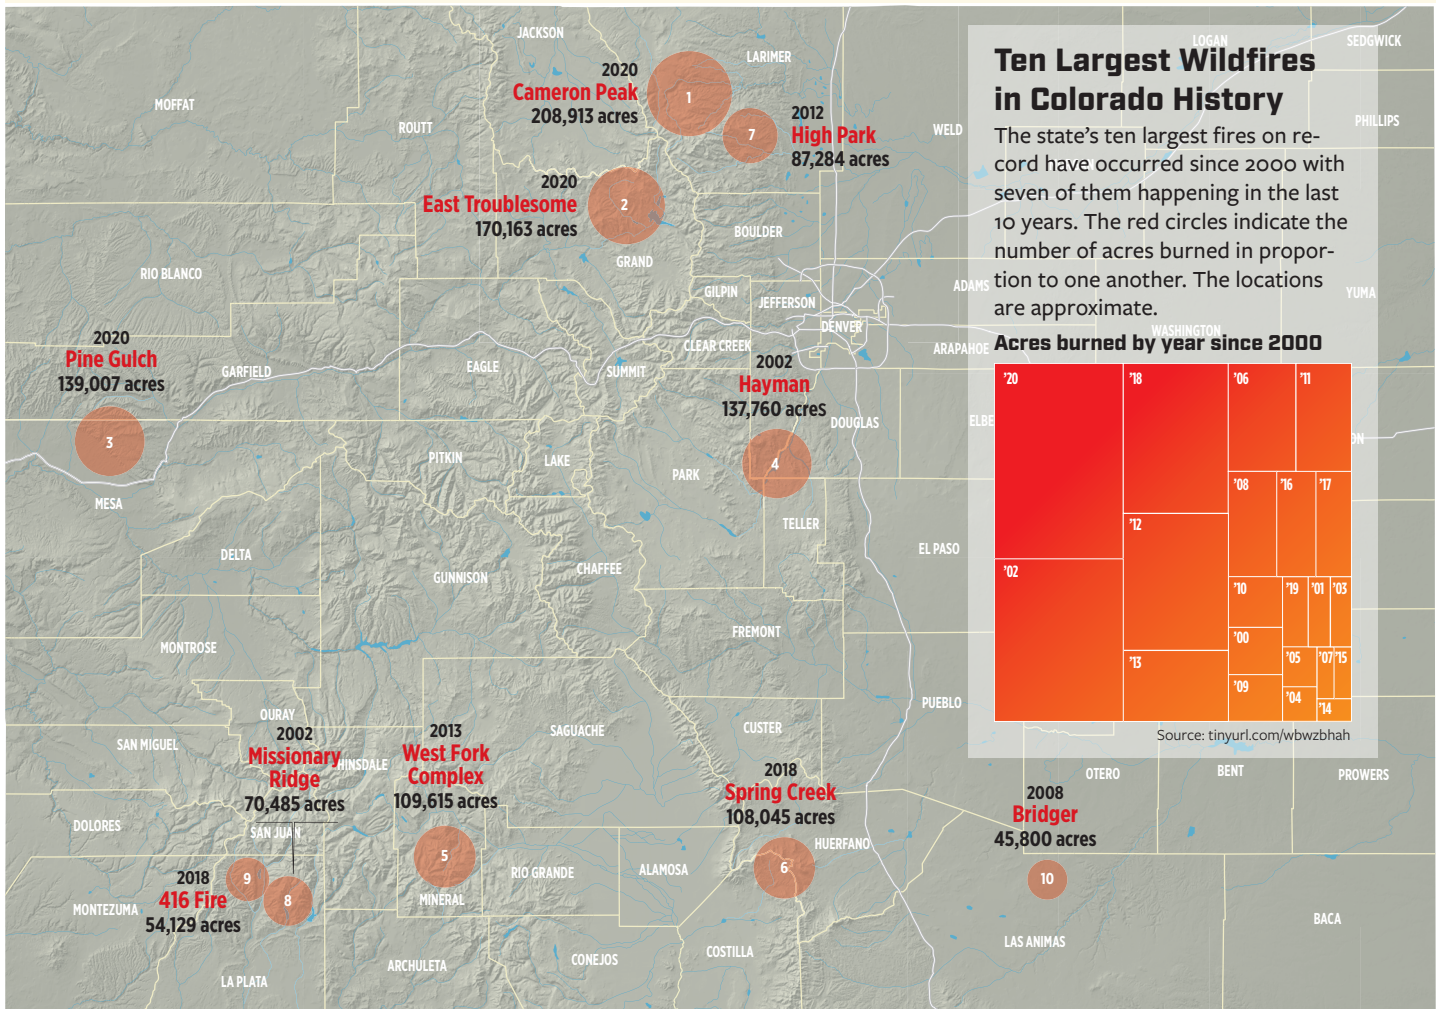 Ten Largest Wildfires
in Colorado History
The state's ten largest fires on re-
cord have occurred since 2000 with
seven of them happening in the last
10 years. The red circles indicate the
number of acres burned in propor-
tion to one another. The locations
are approximate.
Acres burned by year since 2000
'20
'18
'06
'11
'08
'16
'17
'12
'02
'10
'19
'01
'03
'00
'13
'05
'07
'15
'09
'04
'14
Source: tinyurl.com/wbwzbhah
JACKSON
LARIMER
LOGAN
SEDGWICK
MOFFAT
ROUTT
WELD
PHILLIPS
2020
Cameron Peak
208,913 acres
1
2012
High Park
87,284 acres
7
2020
East Troublesome
170,163 acres
2
BOULDER
GRAND
RIO BLANCO
GILPIN
JEFFERSON
ADAMS
YUMA
DENVER
WASHINGTON
CLEAR CREEK
ARAPAHOE
2020
Pine Gulch
139,007 acres
3
GARFIELD
EAGLE
SUMMIT
2002
Hayman
137,760 acres
4
DOUGLAS
ELBE
ON
PITKIN
LAKE
PARK
MESA
TELLER
DELTA
EL PASO
GUNNISON
CHAFFEE
FREMONT
MONTROSE
PUEBLO
OURAY
SAGUACHE
CUSTER
SAN MIGUEL
2002
Missionary
Ridge
70,485 acres
8
HINSDALE
2013
West Fork
Complex
109,615 acres
5
2018
Spring Creek
108,045 acres
6
OTERO
BENT
PROWERS
2008
Bridger
45,800 acres
10
DOLORES
SAN JUAN
HUERFANO
RIO GRANDE
ALAMOSA
2018
416 Fire
54,129 acres
9
MINERAL
MONTEZUMA
BACA
LAS ANIMAS
COSTILLA
CONEJOS
ARCHULETA
LA PLATA